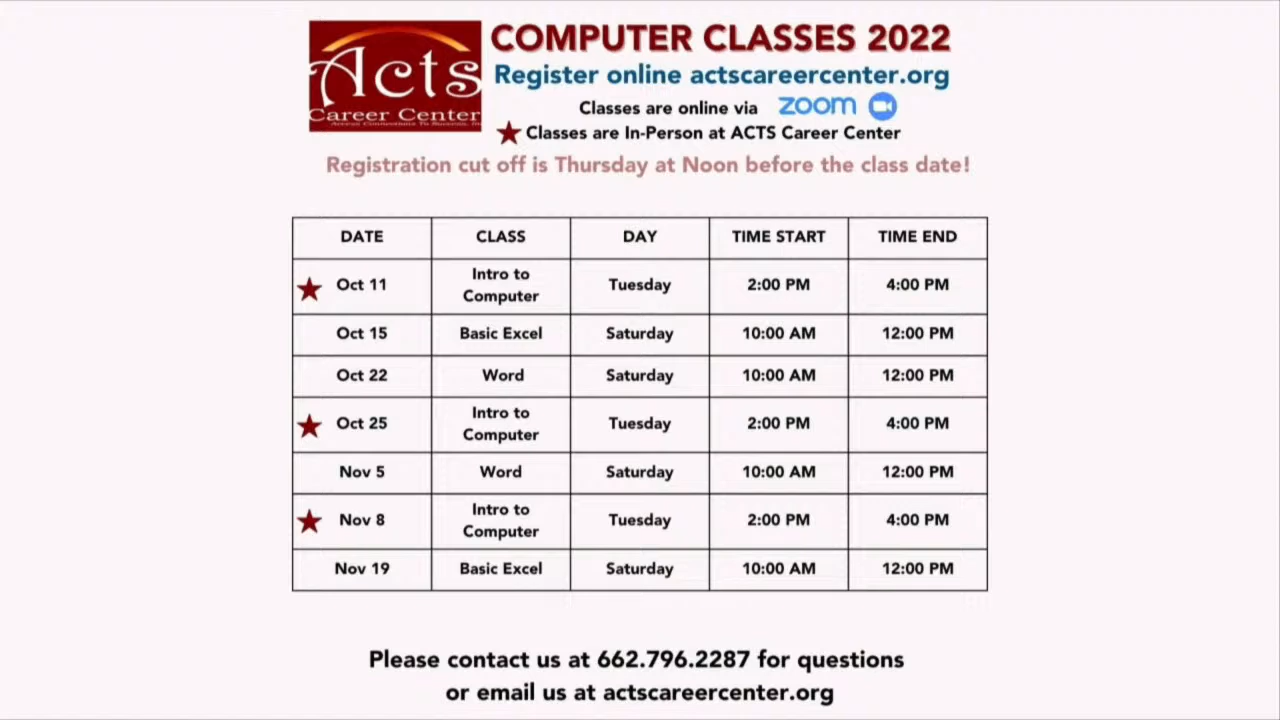 Acts
Career Center
Access Connections To Success, Inc
COMPUTER CLASSES 2022
Register online actscareercenter.org
Classes are online via zoom
Classes are In-Person at ACTS Career Center
Registration cut off is Thursday at Noon before the class date!
DATE CLASS DAY TIME START TIME END
Oct 11 Intro to Computer Tuesday 2:00 PM 4:00 PM
Oct 15 Basic Excel Saturday 10:00 AM 12:00 PM
Oct 22 Word Saturday 10:00 AM 12:00 PM
Oct 25 Intro to Computer Tuesday 2:00 PM 4:00 PM
Nov 5 Word Saturday 10:00 AM 12:00 PM
Nov 8 Intro to Computer Tuesday 2:00 PM 4:00 PM
Nov 19 Basic Excel Saturday 10:00 AM 12:00 PM
Please contact us at 662.796.2287 for questions
or email us at actscareercenter.org